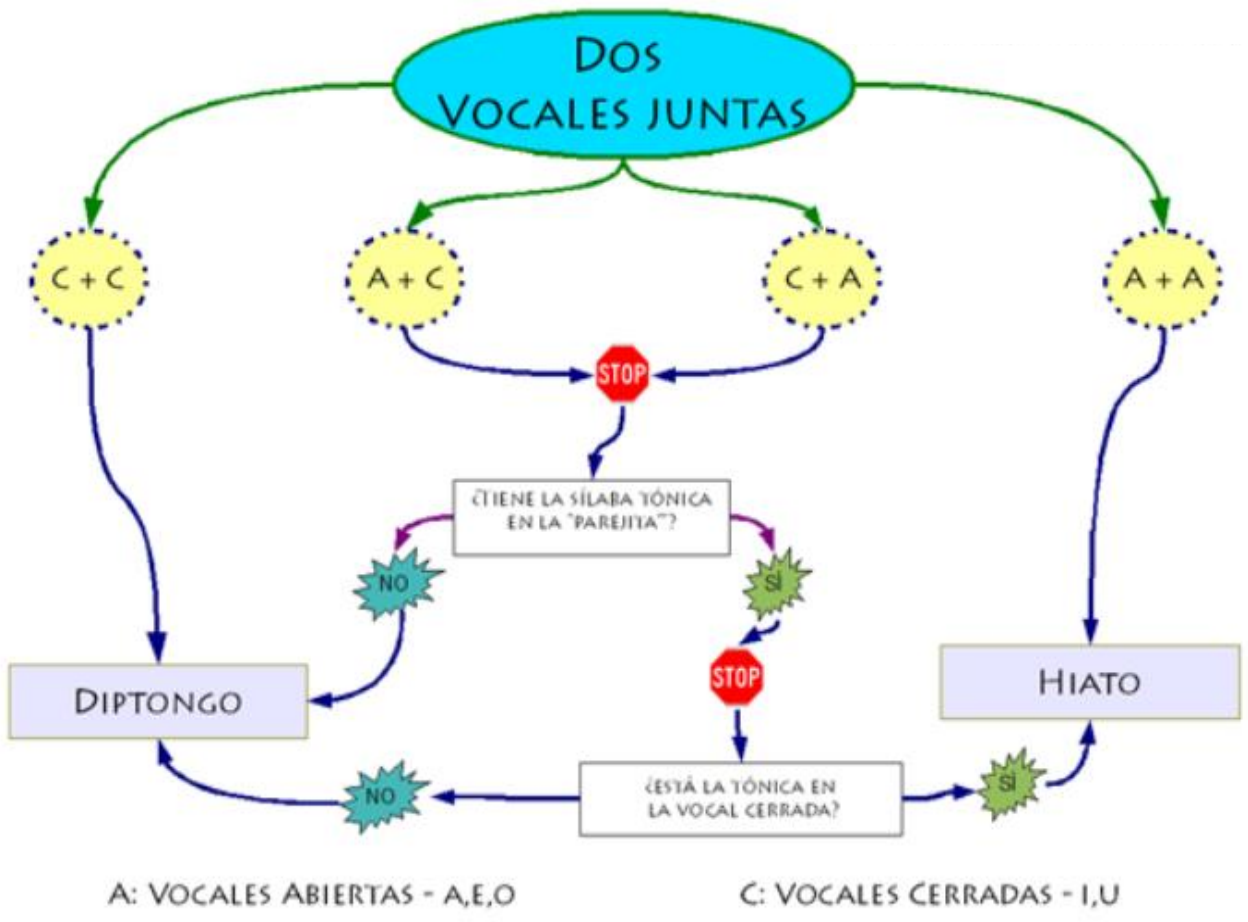 DOS
VOCALES JUNTAS
C + C
A + C
C + A
A + A
STOP
¿TIENE LA SÍLABA TÓNICA
EN LA "PAREJITA"?
NO
SÍ
STOP
DIPTONGO
HIATO
¿ESTÁ LA TÓNICA EN
LA VOCAL CERRADA?
NO
SÍ
A: VOCALES ABIERTAS - A,E,O
C: VOCALES CERRADAS - I,U